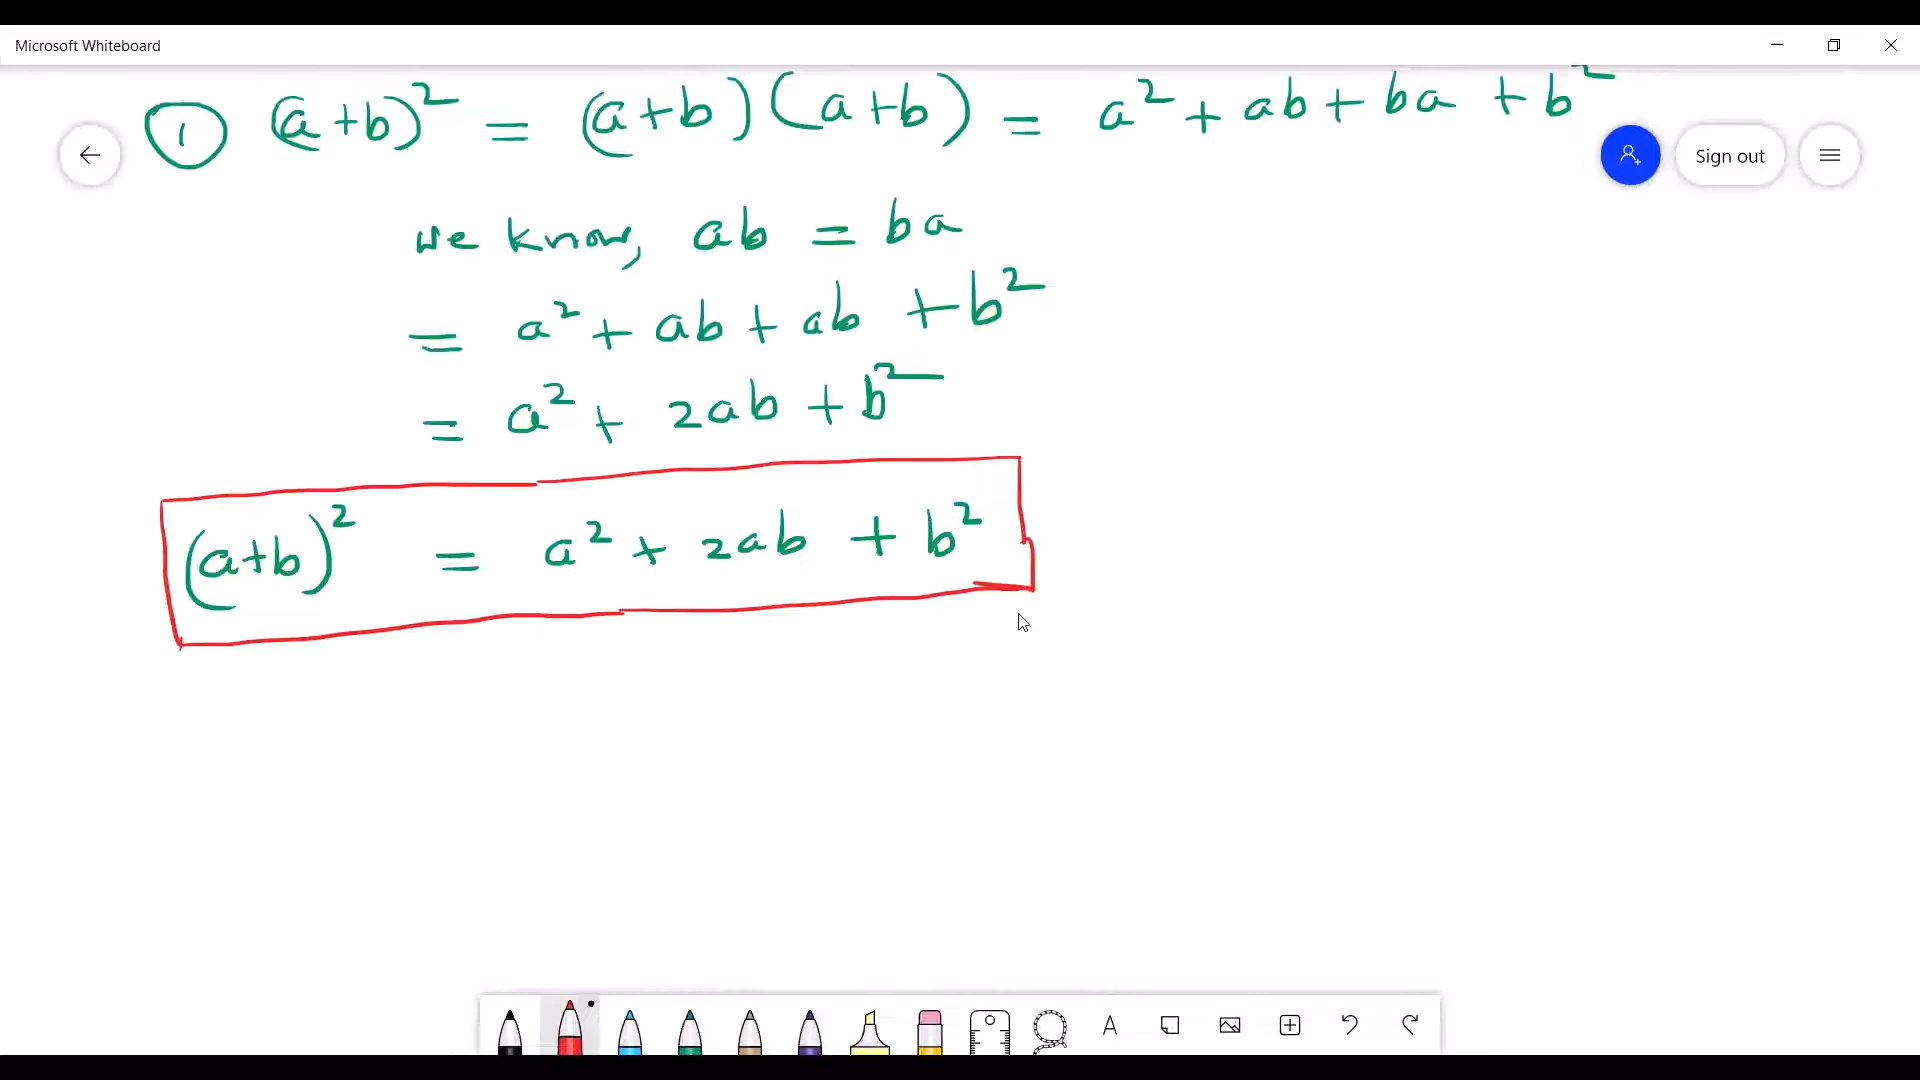 Microsoft Whiteboard
① (a+b)² = (a+b)(a+b) = a² + ab + ba + b²
Sign out
we know, ab = ba
= a² + ab + ab + b²
= a² + 2ab + b²
(a+b)² = a² + 2ab + b²
A